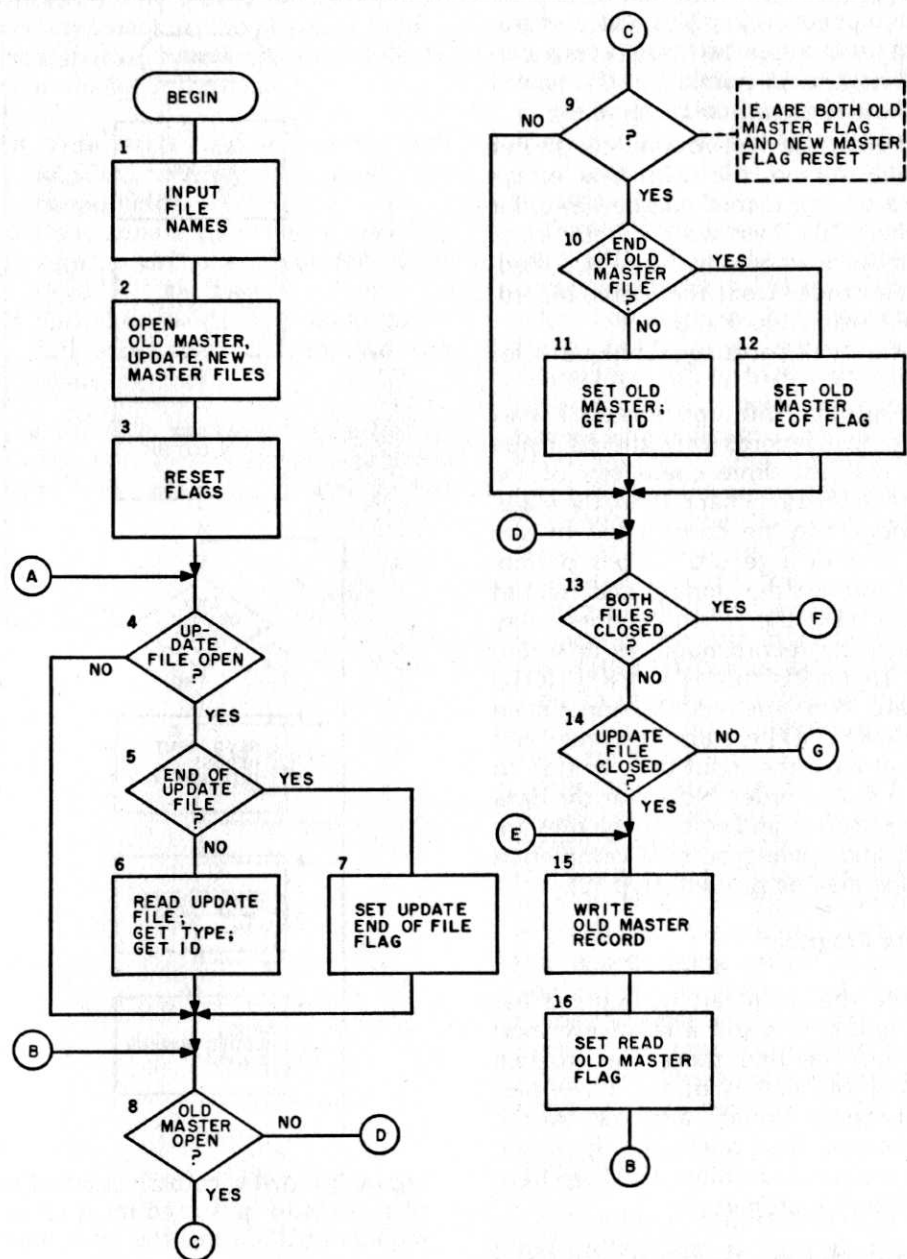 BEGIN
1
INPUT
FILE
NAMES
2
OPEN
OLD MASTER,
UPDATE, NEW
MASTER FILES
3
RESET
FLAGS
A
4
UP-
DATE
FILE OPEN
?
NO
YES
5
END OF
UPDATE
FILE
?
YES
NO
6
READ UPDATE
FILE;
GET TYPE;
GET ID
7
SET UPDATE
END OF FILE
FLAG
B
8
OLD
MASTER
OPEN
?
NO
D
YES
C
C
9
NO
?
IE, ARE BOTH OLD
MASTER FLAG
AND NEW MASTER
FLAG RESET
YES
10
END
OF OLD
MASTER
FILE
?
YES
NO
11
SET OLD
MASTER;
GET ID
12
SET OLD
MASTER
EOF FLAG
D
13
BOTH
FILES
CLOSED
?
YES
F
NO
14
UPDATE
FILE
CLOSED
?
NO
G
YES
E
15
WRITE
OLD MASTER
RECORD
16
SET READ
OLD MASTER
FLAG
B